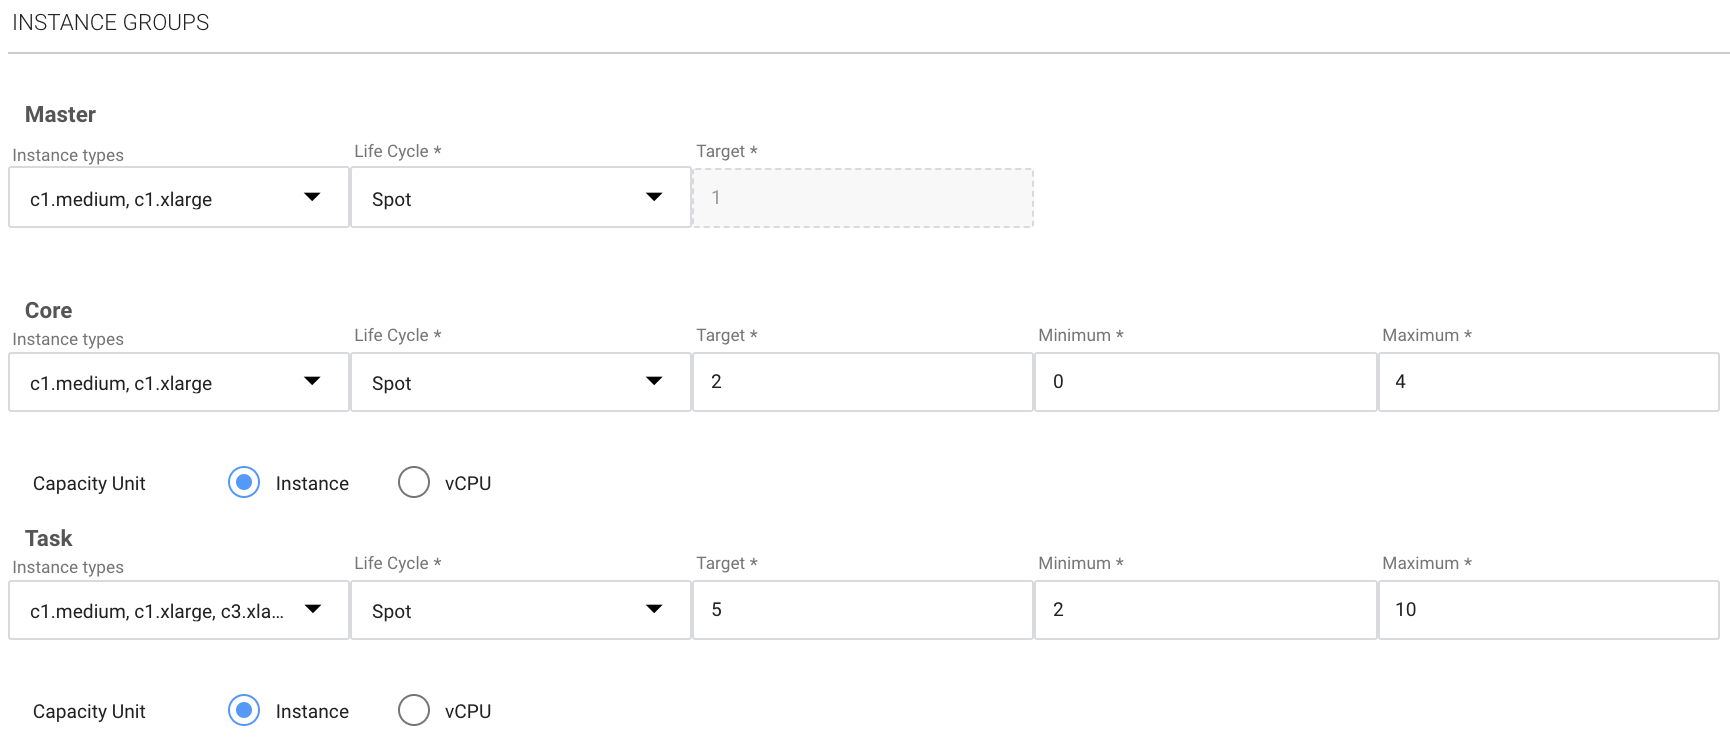 INSTANCE GROUPS
Master
Instance types Life Cycle * Target *
c1.medium, c1.xlarge Spot 1
Core
Instance types Life Cycle * Target * Minimum * Maximum *
c1.medium, c1.xlarge Spot 2 0 4
Capacity Unit Instance vCPU
Task
Instance types Life Cycle * Target * Minimum * Maximum *
c1.medium, c1.xlarge, c3.xla... Spot 5 2 10
Capacity Unit Instance vCPU